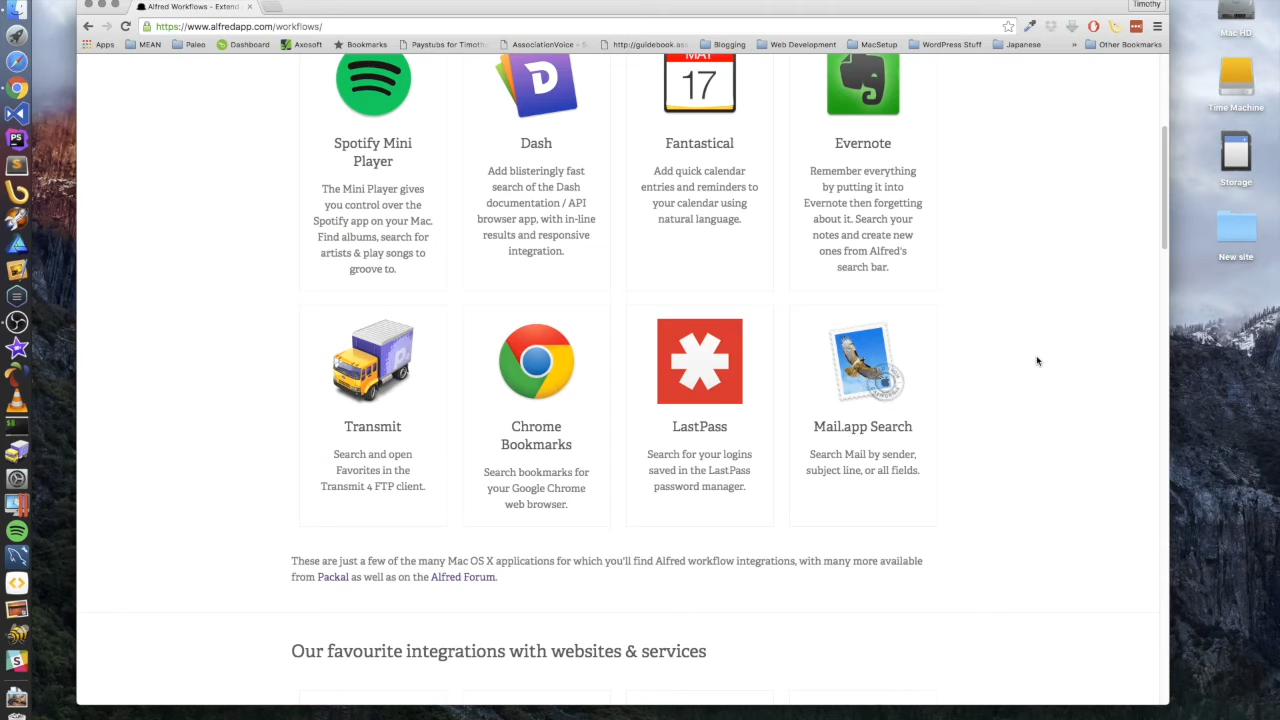 Alfred Workflows - Extend
Timothy
https://www.alfredapp.com/workflows/
Apps
MEAN
Paleo
Dashboard
Axosoft
Bookmarks
Paystubs for Timoth
AssociationVoice - S
http://guidebook.ass
Blogging
Web Development
MacSetup
WordPress Stuff
Japanese
»
Other Bookmarks
Mac HD
Time Machine
Storage
New site
MAY
17
Spotify Mini
Player
The Mini Player gives
you control over the
Spotify app on your Mac.
Find albums, search for
artists & play songs to
groove to.
Dash
Add blisteringly fast
search of the Dash
documentation / API
browser app, with in-line
results and responsive
integration.
Fantastical
Add quick calendar
entries and reminders to
your calendar using
natural language.
Evernote
Remember everything
by putting it into
Evernote then forgetting
about it. Search your
notes and create new
ones from Alfred's
search bar.
Transmit
Search and open
Favorites in the
Transmit 4 FTP client.
Chrome
Bookmarks
Search bookmarks for
your Google Chrome
web browser.
LastPass
Search for your logins
saved in the LastPass
password manager.
Mail.app Search
Search Mail by sender,
subject line, or all fields.
These are just a few of the many Mac OS X applications for which you'll find Alfred workflow integrations, with many more available
from Packal as well as on the Alfred Forum.
Our favourite integrations with websites & services